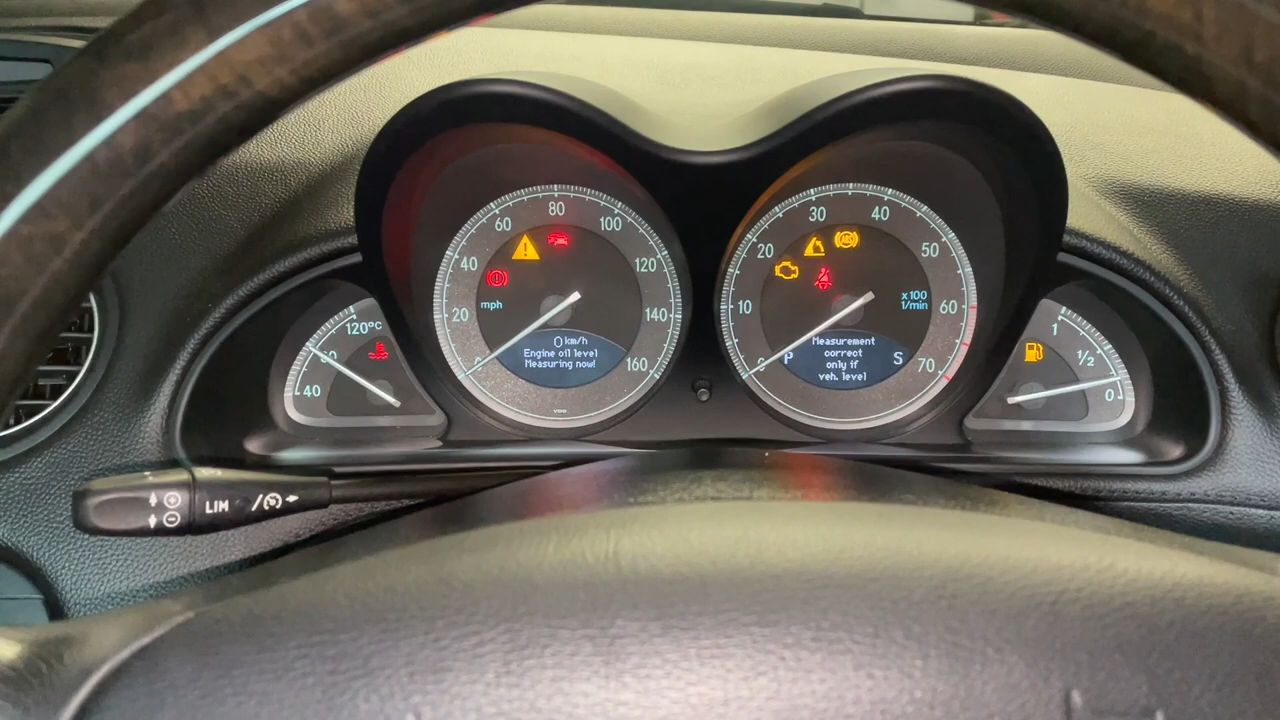 120°C
40
80
60
100
40
120
mph
20
140
160
0 km/h
Engine oil level
Measuring now!
VDO
30
40
20
50
ABS
10
x100
1/min
60
70
Measurement
correct
only if
veh. level
P
S
1
1/2
0
LIM